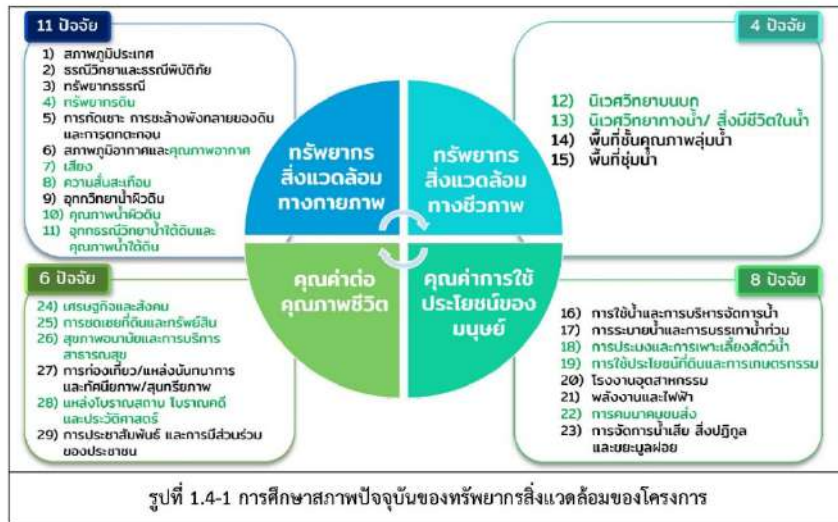 11 ปัจจัย
1) สภาพภูมิประเทศ
2) ธรณีวิทยาและธรณีพิบัติภัย
3) ทรัพยากรธรณี
4) ทรัพยากรดิน
5) การกัดเซาะ การชะล้างพังทลายของดิน
และการตกตะกอน
6) สภาพภูมิอากาศและคุณภาพอากาศ
7) เสียง
8) ความสั่นสะเทือน
9) อุทกวิทยาน้ำผิวดิน
10) คุณภาพน้ำผิวดิน
11) อุทกธรณีวิทยาน้ำใต้ดินและ
คุณภาพน้ำใต้ดิน
ทรัพยากร
สิ่งแวดล้อม
ทางกายภาพ
ทรัพยากร
สิ่งแวดล้อม
ทางชีวภาพ
4 ปัจจัย
12) นิเวศวิทยาบนบก
13) นิเวศวิทยาทางน้ำ/ สิ่งมีชีวิตในน้ำ
14) พื้นที่ชั้นคุณภาพลุ่มน้ำ
15) พื้นที่ชุ่มน้ำ
6 ปัจจัย
24) เศรษฐกิจและสังคม
25) การชดเชยที่ดินและทรัพย์สิน
26) สุขภาพอนามัยและการบริการ
สาธารณสุข
27) การท่องเที่ยว/แหล่งนันทนาการ
และทัศนียภาพ/สุนทรียภาพ
28) แหล่งโบราณสถาน โบราณคดี
และประวัติศาสตร์
29) การประชาสัมพันธ์ และการมีส่วนร่วม
ของประชาชน
คุณค่าต่อ
คุณภาพชีวิต
คุณค่าการใช้
ประโยชน์ของ
มนุษย์
8 ปัจจัย
16) การใช้น้ำและการบริหารจัดการน้ำ
17) การระบายน้ำและการบรรเทาน้ำท่วม
18) การประมงและการเพาะเลี้ยงสัตว์น้ำ
19) การใช้ประโยชน์ที่ดินและการเกษตรกรรม
20) โรงงานอุตสาหกรรม
21) พลังงานและไฟฟ้า
22) การคมนาคมขนส่ง
23) การจัดการน้ำเสีย สิ่งปฏิกูล
และขยะมูลฝอย
รูปที่ 1.4-1 การศึกษาสภาพปัจจุบันของทรัพยากรสิ่งแวดล้อมของโครงการ